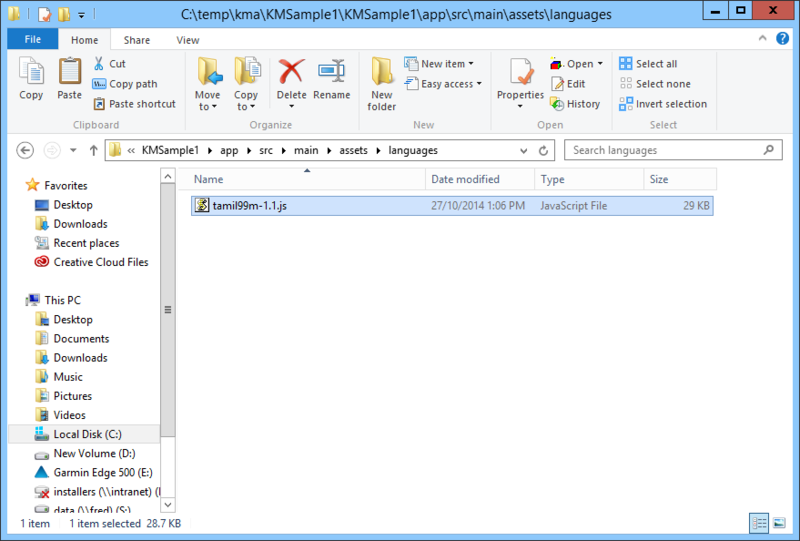 C:\temp\kma\KMSample1\KMSample1\app\src\main\assets\languages
File Home Share View
Copy
Paste
Cut
Copy path
Paste shortcut
Clipboard
Move to
Copy to
Delete
Rename
Organize
New folder
New item
Easy access
New
Properties
Open
Edit
History
Open
Select all
Select none
Invert selection
Select
« KMSample1 app src main assets languages
Search languages
Favorites
Desktop
Downloads
Recent places
Creative Cloud Files
This PC
Desktop
Documents
Downloads
Music
Pictures
Videos
Local Disk (C:)
New Volume (D:)
Garmin Edge 500 (E:)
installers (\\intranet) (
data (\\fred) (S:)
Name Date modified Type Size
tamil99m-1.1.js 27/10/2014 1:06 PM JavaScript File 29 KB
1 item 1 item selected 28.7 KB